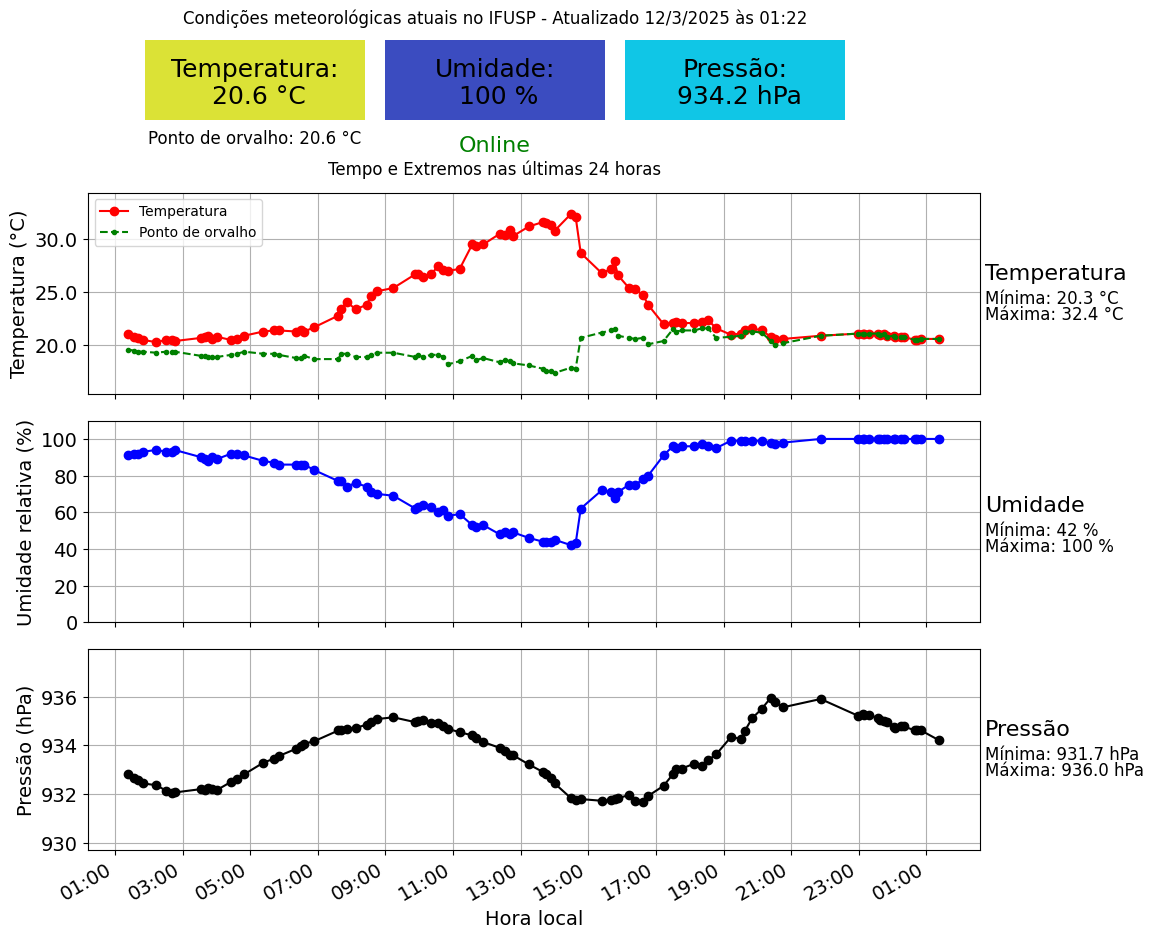 Condições meteorológicas atuais no IFUSP - Atualizado 12/3/2025 às 01:22
Temperatura:
20.6 °C
Umidade:
100 %
Pressão:
934.2 hPa
Ponto de orvalho: 20.6 °C
Online
Tempo e Extremos nas últimas 24 horas
Temperatura (°C)
30.0
25.0
20.0
Temperatura
Ponto de orvalho
Temperatura
Mínima: 20.3 °C
Máxima: 32.4 °C
Umidade relativa (%)
100
80
60
40
20
0
Umidade
Mínima: 42 %
Máxima: 100 %
Pressão (hPa)
936
934
932
930
Pressão
Mínima: 931.7 hPa
Máxima: 936.0 hPa
01:00 03:00 05:00 07:00 09:00 11:00 13:00 15:00 17:00 19:00 21:00 23:00 01:00
Hora local